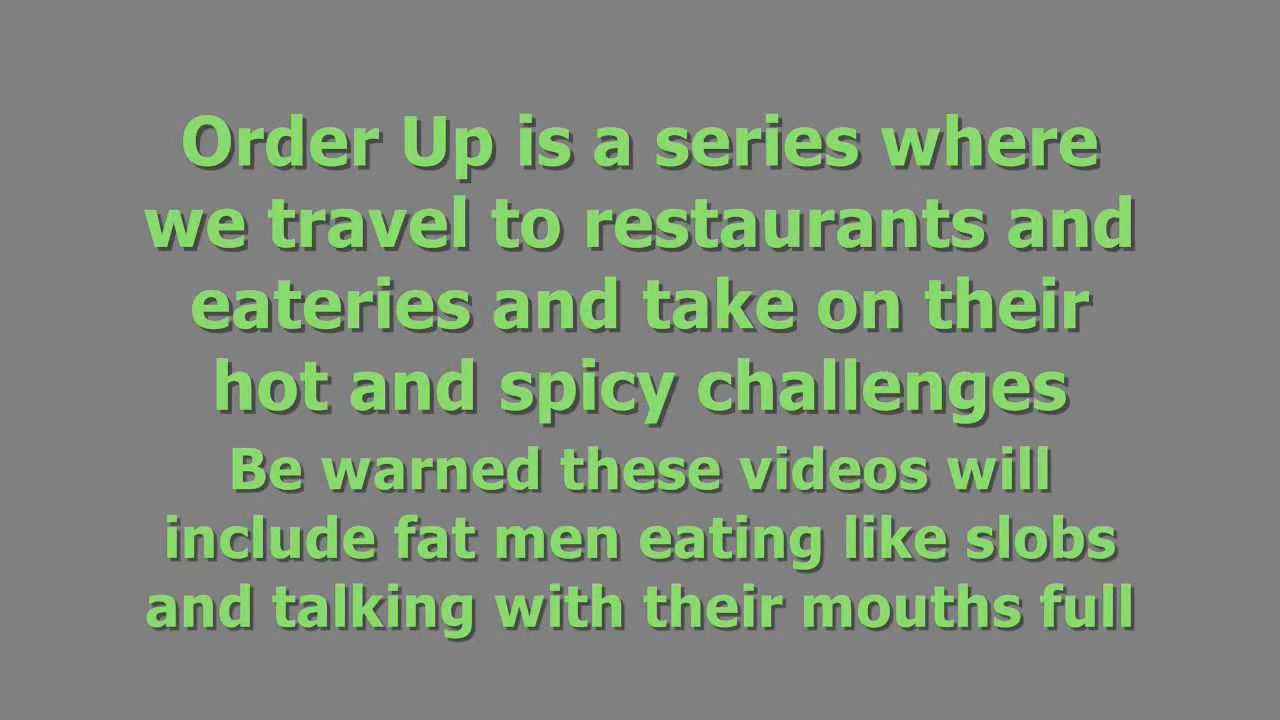 Order Up is a series where
we travel to restaurants and
eateries and take on their
hot and spicy challenges
Be warned these videos will
include fat men eating like slobs
and talking with their mouths full